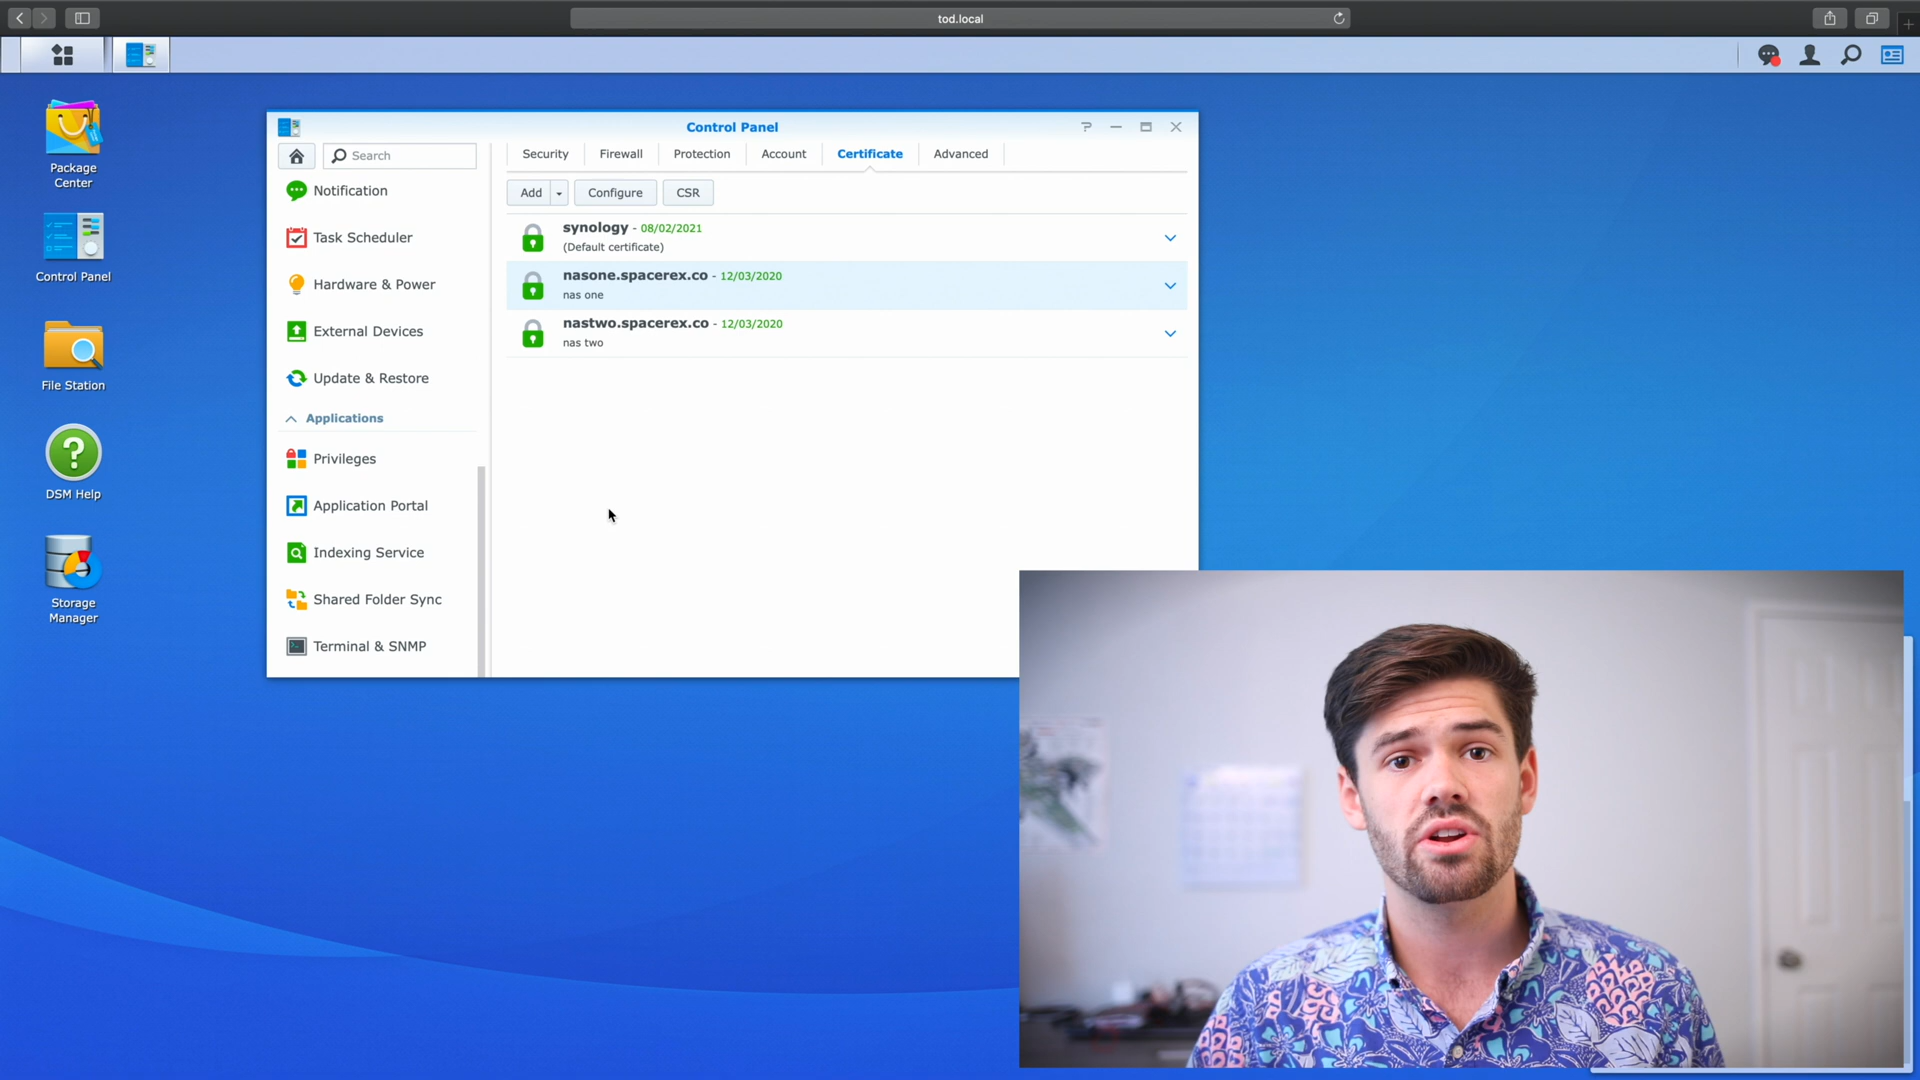 tod.local
Package
Center
Control Panel
File Station
DSM Help
Storage
Manager
Control Panel
Search
Notification
Task Scheduler
Hardware & Power
External Devices
Update & Restore
Applications
Privileges
Application Portal
Indexing Service
Shared Folder Sync
Terminal & SNMP
Security
Firewall
Protection
Account
Certificate
Advanced
Add
Configure
CSR
synology - 08/02/2021
(Default certificate)
nasone.spacerex.co - 12/03/2020
nas one
nastwo.spacerex.co - 12/03/2020
nas two